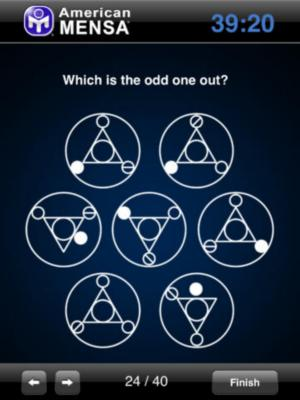 American
MENSA
39:20
Which is the odd one out?
24 / 40
Finish